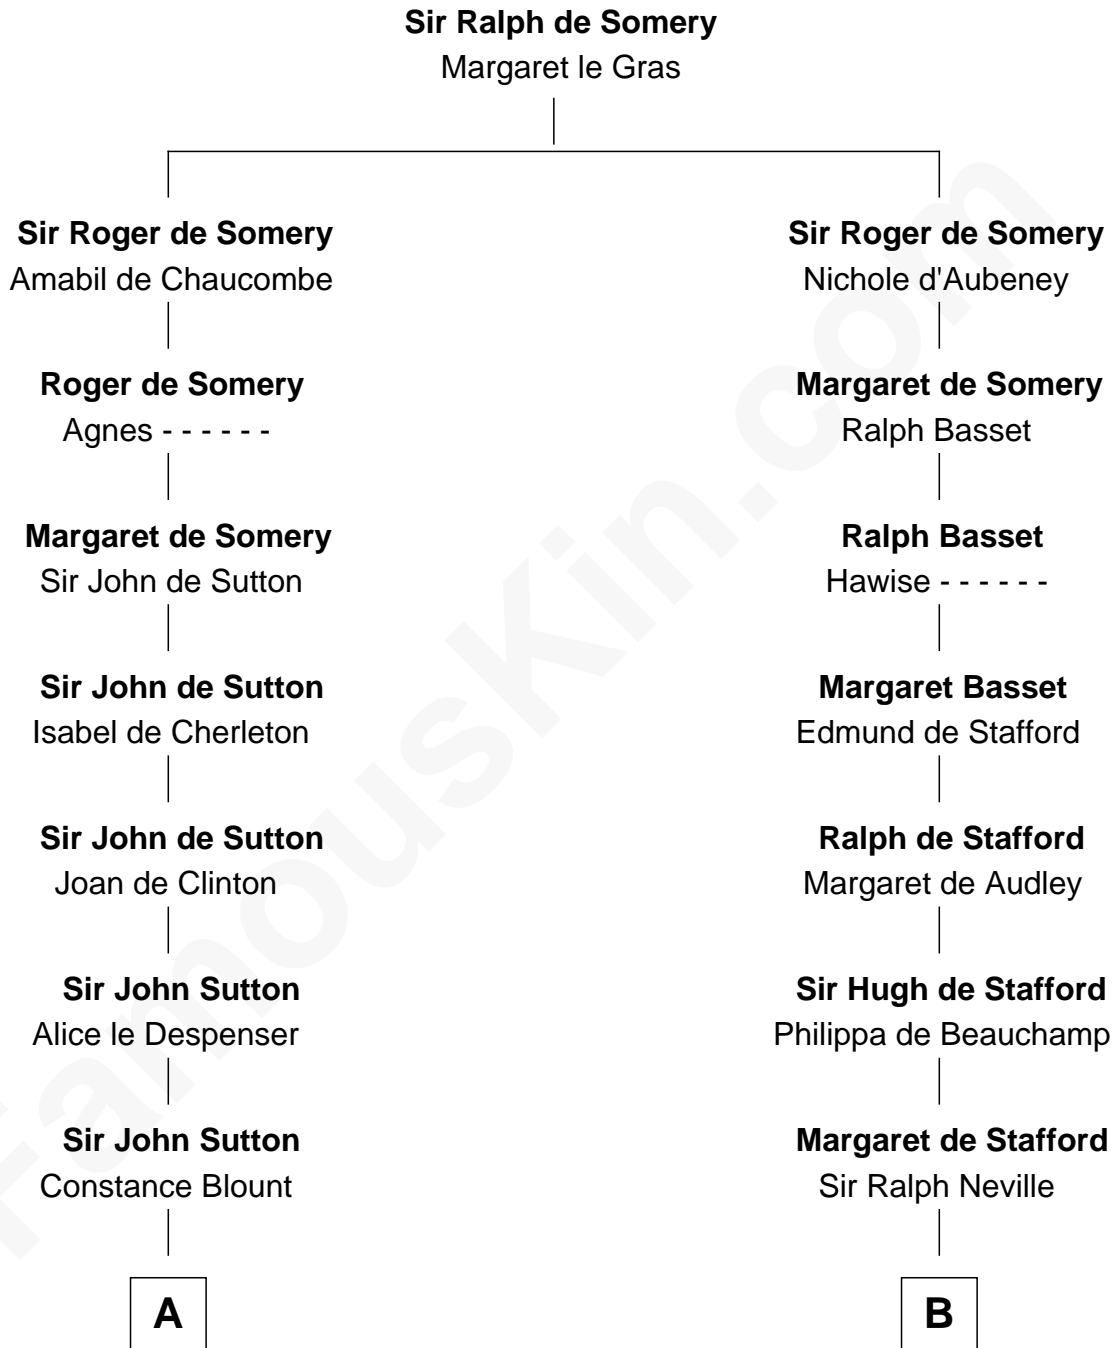 Sir Ralph de Somery
Margaret le Gras
Sir Roger de Somery
Amabil de Chaucombe
Roger de Somery
Agnes - - - - - -
Margaret de Somery
Sir John de Sutton
Sir John de Sutton
Isabel de Cherleton
Sir John de Sutton
Joan de Clinton
Sir John Sutton
Alice le Despenser
Sir John Sutton
Constance Blount
A
Sir Roger de Somery
Nichole d'Aubeney
Margaret de Somery
Ralph Basset
Ralph Basset
Hawise - - - - - -
Margaret Basset
Edmund de Stafford
Ralph de Stafford
Margaret de Audley
Sir Hugh de Stafford
Philippa de Beauchamp
Margaret de Stafford
Sir Ralph Neville
B
FamousKin.com